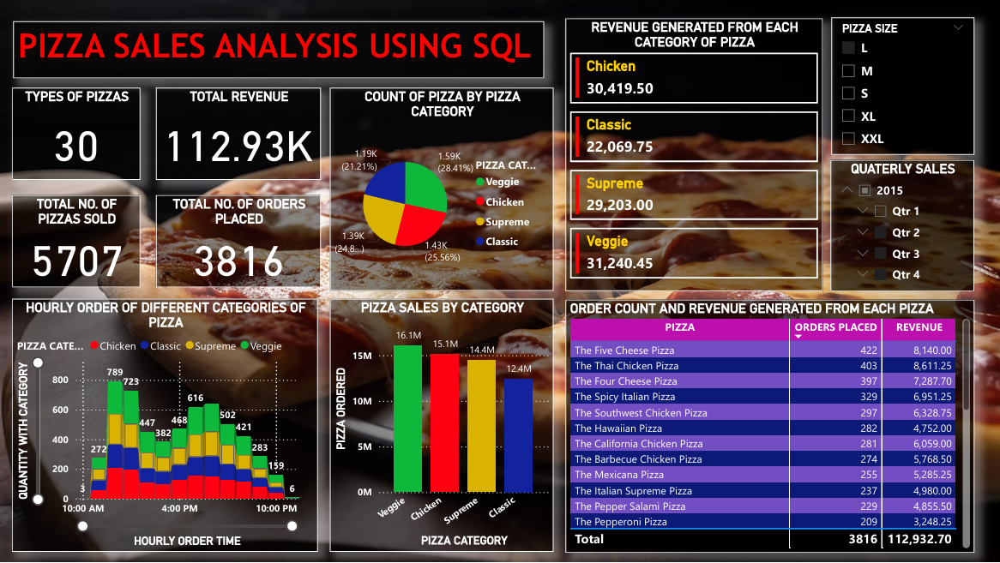 PIZZA SALES ANALYSIS USING SQL
TYPES OF PIZZAS
30
TOTAL REVENUE
112.93K
TOTAL NO. OF
PIZZAS SOLD
5707
TOTAL NO. OF ORDERS
PLACED
3816
COUNT OF PIZZA BY PIZZA
CATEGORY
1.19K
(21.21%)
1.59K
(28.41%)
1.39K
(24.8...)
1.43K
(25.56%)
PIZZA CAT...
Veggie
Chicken
Supreme
Classic
REVENUE GENERATED FROM EACH
CATEGORY OF PIZZA
Chicken
30,419.50
Classic
22,069.75
Supreme
29,203.00
Veggie
31,240.45
PIZZA SIZE
L
M
S
XL
XXL
QUATERLY SALES
2015
Qtr 1
Qtr 2
Qtr 3
Qtr 4
HOURLY ORDER OF DIFFERENT CATEGORIES OF
PIZZA
PIZZA CATE... Chicken Classic Supreme Veggie
QUANTITY WITH CATEGORY
800
600
400
200
0
3
272
789
723
447
382
468
616
502
421
283
159
6
10:00 AM 4:00 PM 10:00 PM
HOURLY ORDER TIME
PIZZA SALES BY CATEGORY
PIZZA ORDERED
15M
10M
5M
0M
16.1M
15.1M
14.4M
12.4M
Veggie
Chicken
Supreme
Classic
PIZZA CATEGORY
ORDER COUNT AND REVENUE GENERATED FROM EACH PIZZA
PIZZA ORDERS PLACED REVENUE
The Five Cheese Pizza 422 8,140.00
The Thai Chicken Pizza 403 8,611.25
The Four Cheese Pizza 397 7,287.70
The Spicy Italian Pizza 329 6,951.25
The Southwest Chicken Pizza 297 6,328.75
The Hawaiian Pizza 282 4,752.00
The California Chicken Pizza 281 6,059.00
The Barbecue Chicken Pizza 274 5,768.50
The Mexicana Pizza 255 5,285.25
The Italian Supreme Pizza 237 4,980.00
The Pepper Salami Pizza 229 4,855.50
The Pepperoni Pizza 209 3,248.25
Total 3816 112,932.70